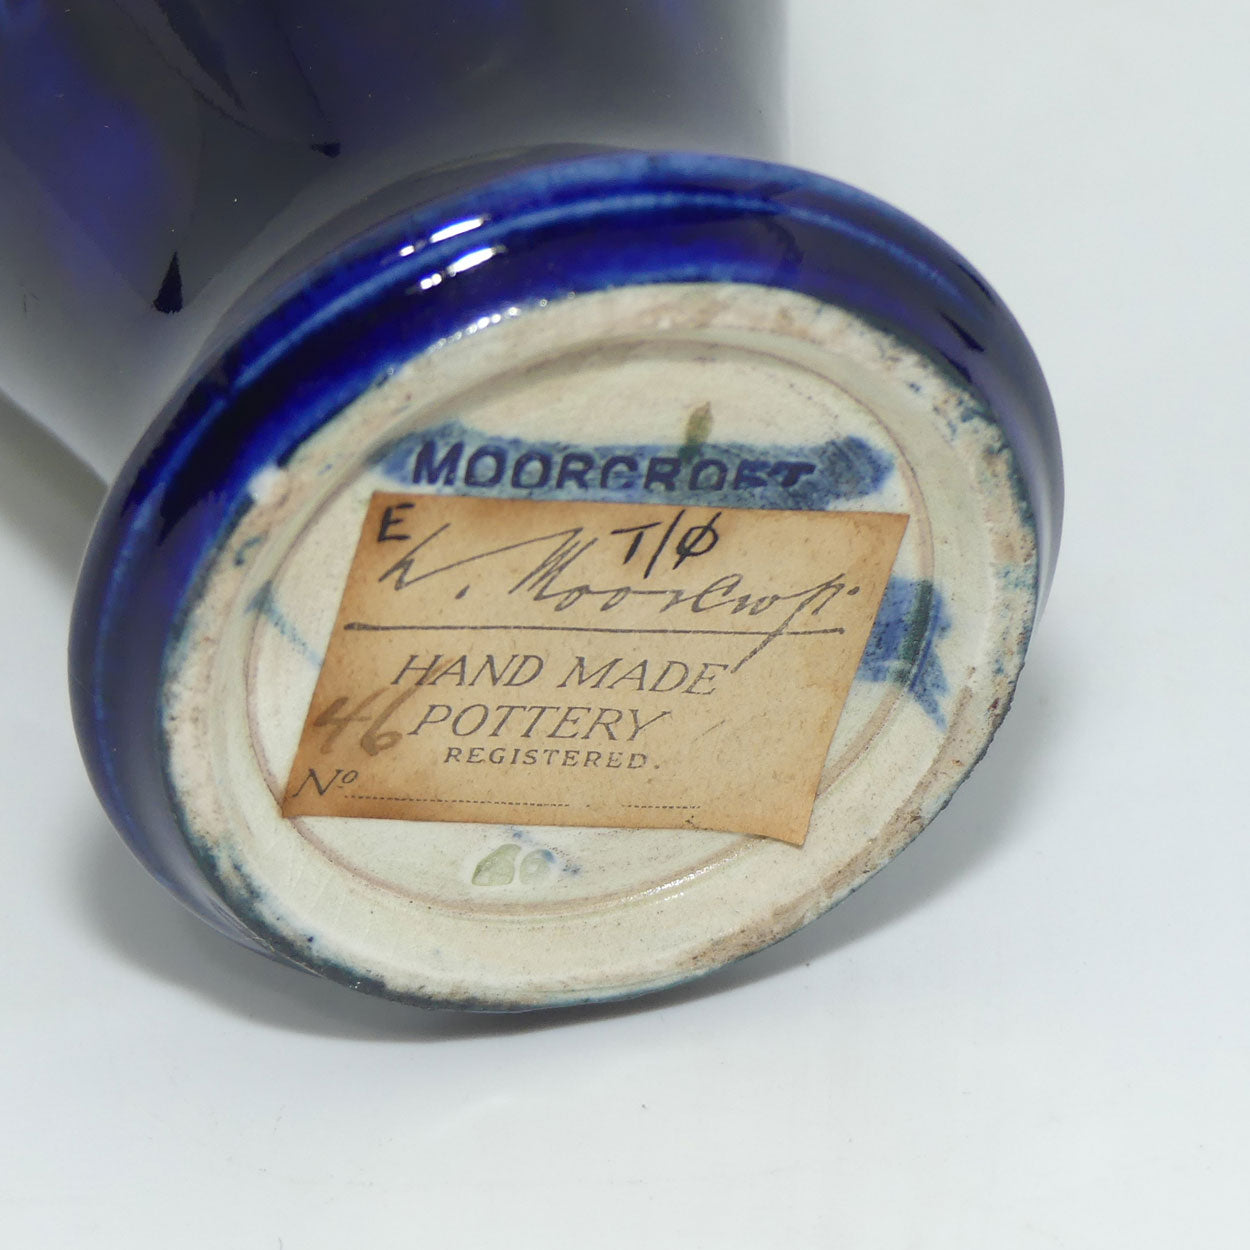 MOORCROFT
E T/Ø
W. Moorcroft.
HAND MADE
46 POTTERY
REGISTERED.
Nº